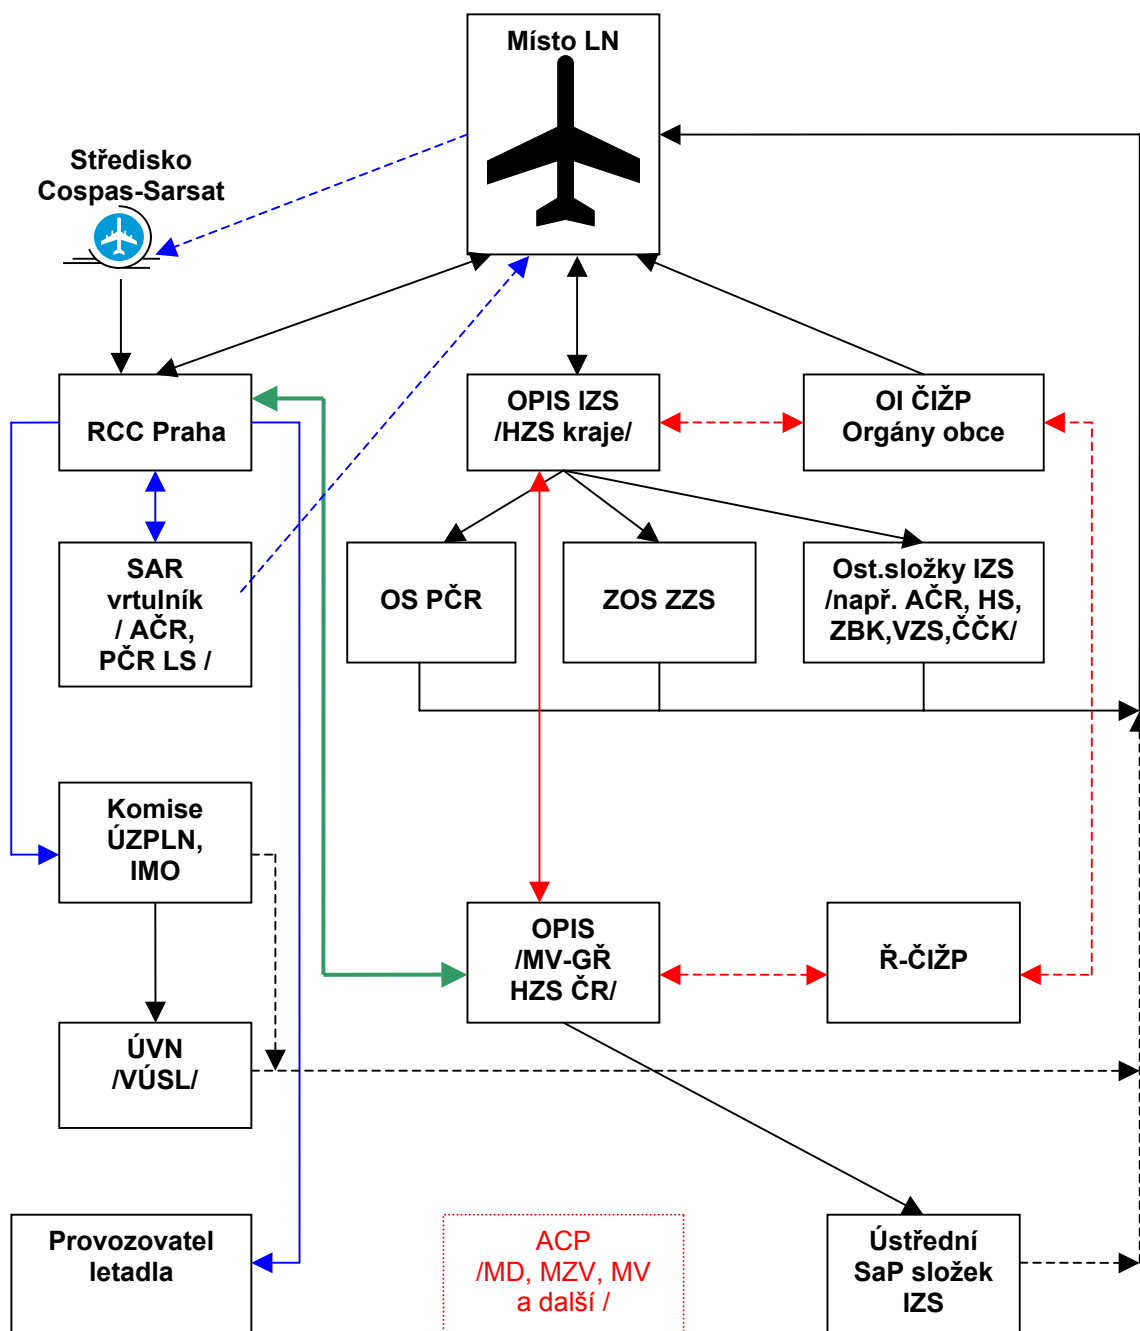 Místo LN
Středisko
Cospas-Sarsat
RCC Praha
OPIS IZS
/HZS kraje/
OI ČIŽP
Orgány obce
SAR
vrtulník
/ AČR,
PČR LS /
OS PČR
ZOS ZZS
Ost.složky IZS
/např. AČR, HS,
ZBK,VZS,ČČK/
Komise
ÚZPLN,
IMO
OPIS
/MV-GŘ
HZS ČR/
Ř-ČIŽP
ÚVN
/VÚSL/
Provozovatel
letadla
ACP
/MD, MZV, MV
a další /
Ústřední
SaP složek
IZS